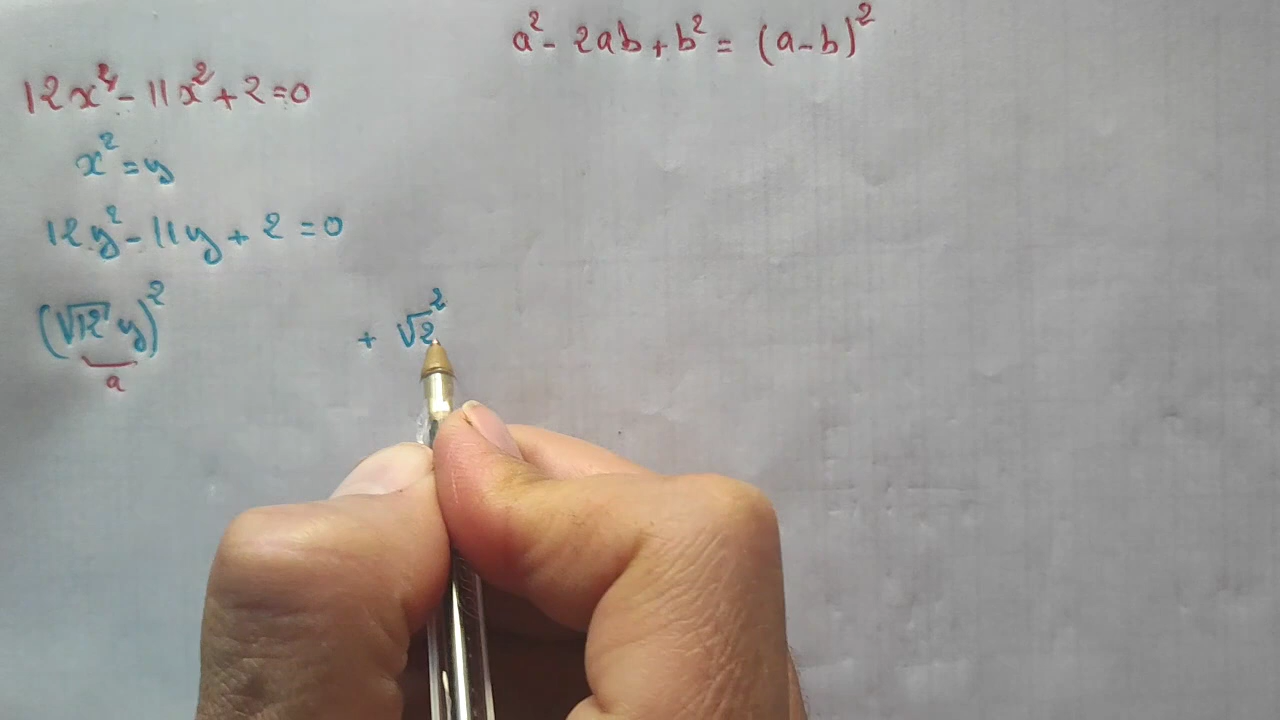 a² - 2ab + b² = (a-b)²
12x⁴ - 11x² + 2 = 0
x² = y
12y² - 11y + 2 = 0
(√12 y)² + √2²
a